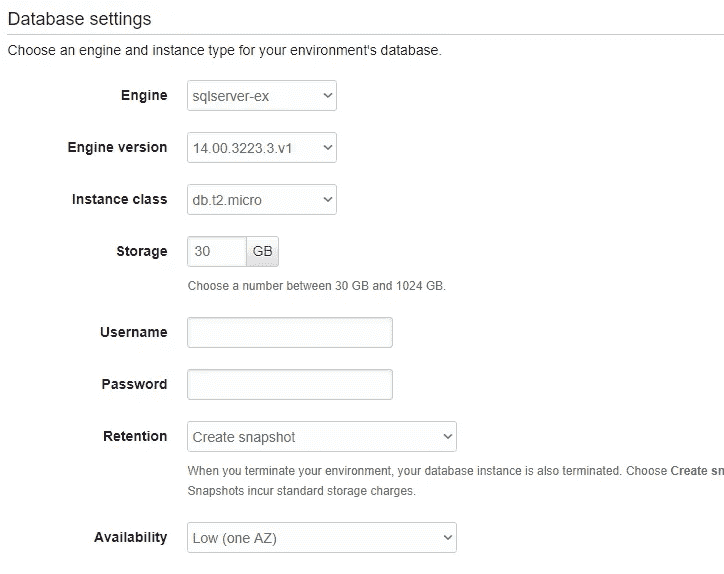 Database settings
Choose an engine and instance type for your environment's database.
Engine sqlserver-ex
Engine version 14.00.3223.3.v1
Instance class db.t2.micro
Storage 30 GB
Choose a number between 30 GB and 1024 GB.
Username
Password
Retention Create snapshot
When you terminate your environment, your database instance is also terminated. Choose Create sn
Snapshots incur standard storage charges.
Availability Low (one AZ)